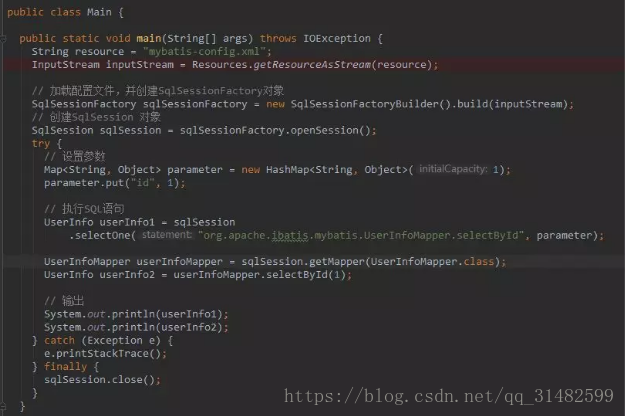 public class Main {
public static void main(String[] args) throws IOException {
String resource = "mybatis-config.xml";
InputStream inputStream = Resources.getResourceAsStream(resource);
// 加载配置文件，并创建SqlSessionFactory对象
SqlSessionFactory sqlSessionFactory = new SqlSessionFactoryBuilder().build(inputStream);
// 创建SqlSession 对象
SqlSession sqlSession = sqlSessionFactory.openSession();
try {
// 设置参数
Map<String, Object> parameter = new HashMap<String, Object>( initialCapacity: 1);
parameter.put("id", 1);
// 执行SQL语句
UserInfo userInfo1 = sqlSession
.selectOne( statement: "org.apache.ibatis.mybatis.UserInfoMapper.selectById", parameter);
UserInfoMapper userInfoMapper = sqlSession.getMapper(UserInfoMapper.class);
UserInfo userInfo2 = userInfoMapper.selectById(1);
// 输出
System.out.println(userInfo1);
System.out.println(userInfo2);
} catch (Exception e) {
e.printStackTrace();
} finally {
sqlSession.close();
}
}
https://blog.csdn.net/qq_31482599